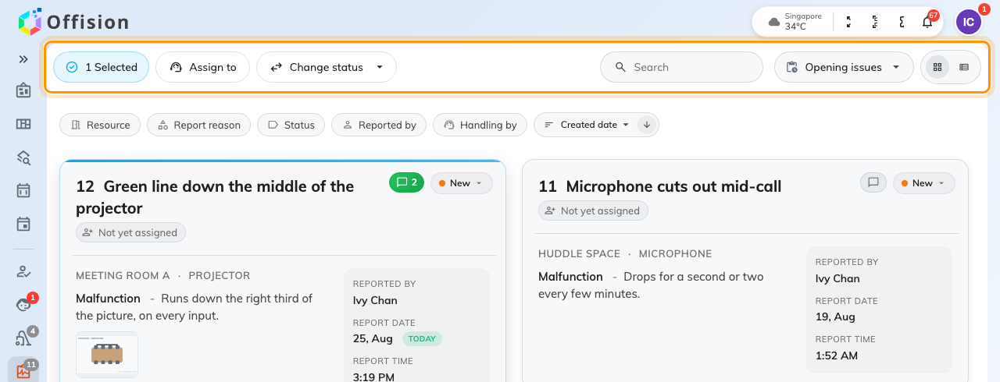 Offision
Singapore
34°C
67
IC
1
1 Selected
Assign to
Change status
Search
Opening issues
Resource
Report reason
Status
Reported by
Handling by
Created date
12 Green line down the middle of the
projector
2
New
Not yet assigned
MEETING ROOM A · PROJECTOR
Malfunction - Runs down the right third of
the picture, on every input.
REPORTED BY
Ivy Chan
REPORT DATE
25, Aug TODAY
REPORT TIME
3:19 PM
11 Microphone cuts out mid-call
New
Not yet assigned
HUDDLE SPACE · MICROPHONE
Malfunction - Drops for a second or two
every few minutes.
REPORTED BY
Ivy Chan
REPORT DATE
19, Aug
REPORT TIME
1:52 AM
1
4
11